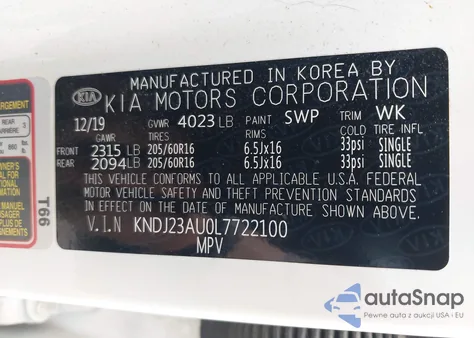 MANUFACTURED IN KOREA BY
KIA KIA MOTORS CORPORATION
12/19 GVWR 4023 LB PAINT SWP TRIM WK
GAWR TIRES RIMS COLD TIRE INFL
FRONT 2315 LB 205/60R16 6.5Jx16 33psi SINGLE
REAR 2094 LB 205/60R16 6.5Jx16 33psi SINGLE
THIS VEHICLE CONFORMS TO ALL APPLICABLE U.S.A. FEDERAL
MOTOR VEHICLE SAFETY AND THEFT PREVENTION STANDARDS
IN EFFECT ON THE DATE OF MANUFACTURE SHOWN ABOVE.
V.I.N KNDJ23AU0L7722100
MPV
T66
REAR
autoSnap
Pewne auta z aukcji USA i EU